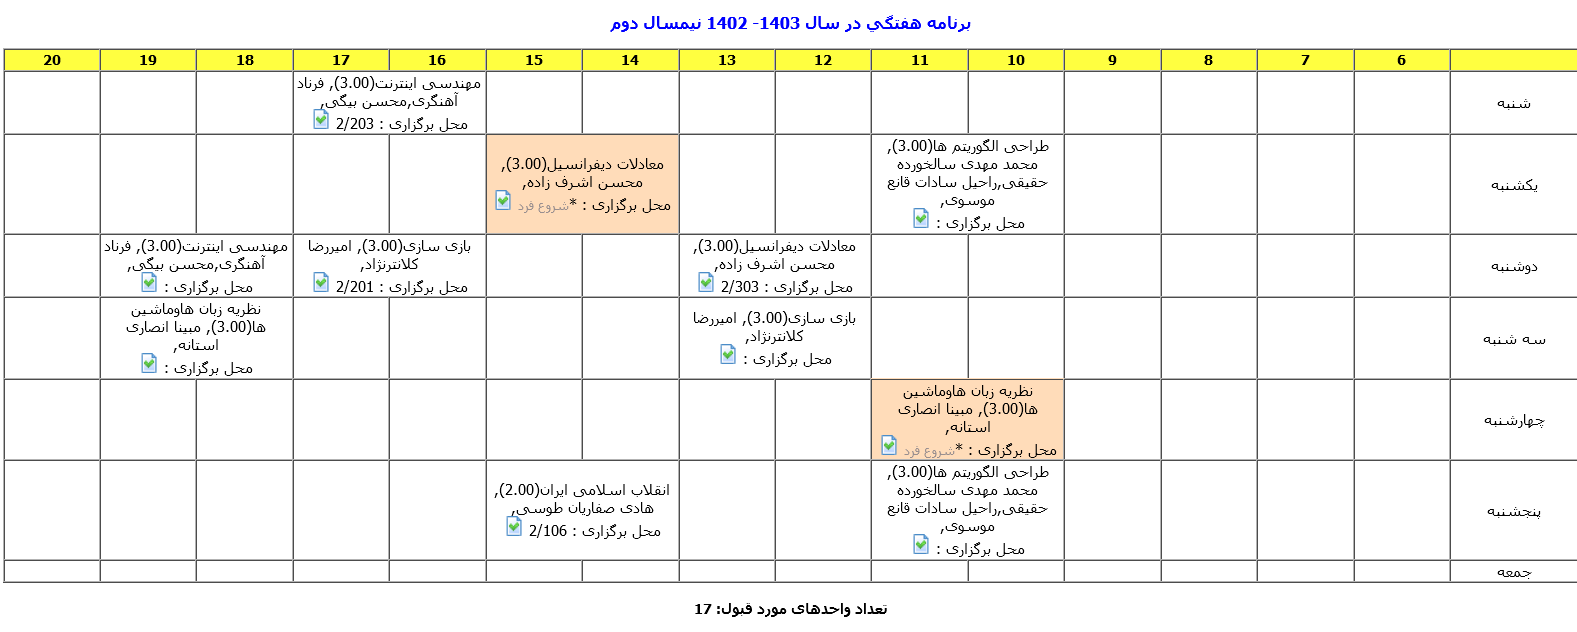 برنامه هفتگي در سال 1403- 1402 نيمسال دوم
6 7 8 9 10 11 12 13 14 15 16 17 18 19 20
شنبه
مهندسی اینترنت(3.00), فرناد
آهنگری,محسن بیگی,
محل برگزاری : 2/203
یکشنبه
طراحی الگوریتم ها(3.00),
محمد مهدی سالخورده
حقیقی,راحیل سادات قانع
موسوی,
محل برگزاری :
معادلات دیفرانسیل(3.00),
محسن اشرف زاده,
محل برگزاری : *شروع فرد
دوشنبه
معادلات دیفرانسیل(3.00),
محسن اشرف زاده,
محل برگزاری : 2/303
بازی سازی(3.00), امیررضا
کلانترنژاد,
محل برگزاری : 2/201
مهندسی اینترنت(3.00), فرناد
آهنگری,محسن بیگی,
محل برگزاری :
سه شنبه
بازی سازی(3.00), امیررضا
کلانترنژاد,
محل برگزاری :
نظریه زبان هاوماشین
ها(3.00), مبینا انصاری
استانه,
محل برگزاری :
چهارشنبه
نظریه زبان هاوماشین
ها(3.00), مبینا انصاری
استانه,
محل برگزاری : *شروع فرد
پنجشنبه
طراحی الگوریتم ها(3.00),
محمد مهدی سالخورده
حقیقی,راحیل سادات قانع
موسوی,
محل برگزاری :
انقلاب اسلامی ایران(2.00),
هادی صفاریان طوسی,
محل برگزاری : 2/106
جمعه
تعداد واحدهای مورد قبول: 17